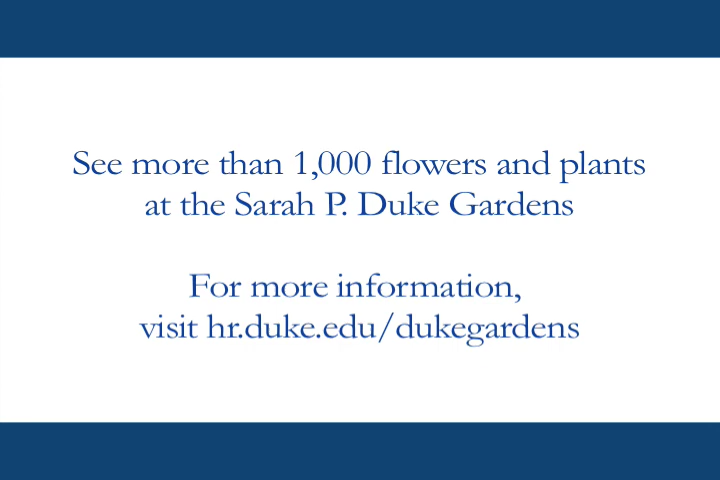 See more than 1,000 flowers and plants
at the Sarah P. Duke Gardens
For more information,
visit hr.duke.edu/dukegardens